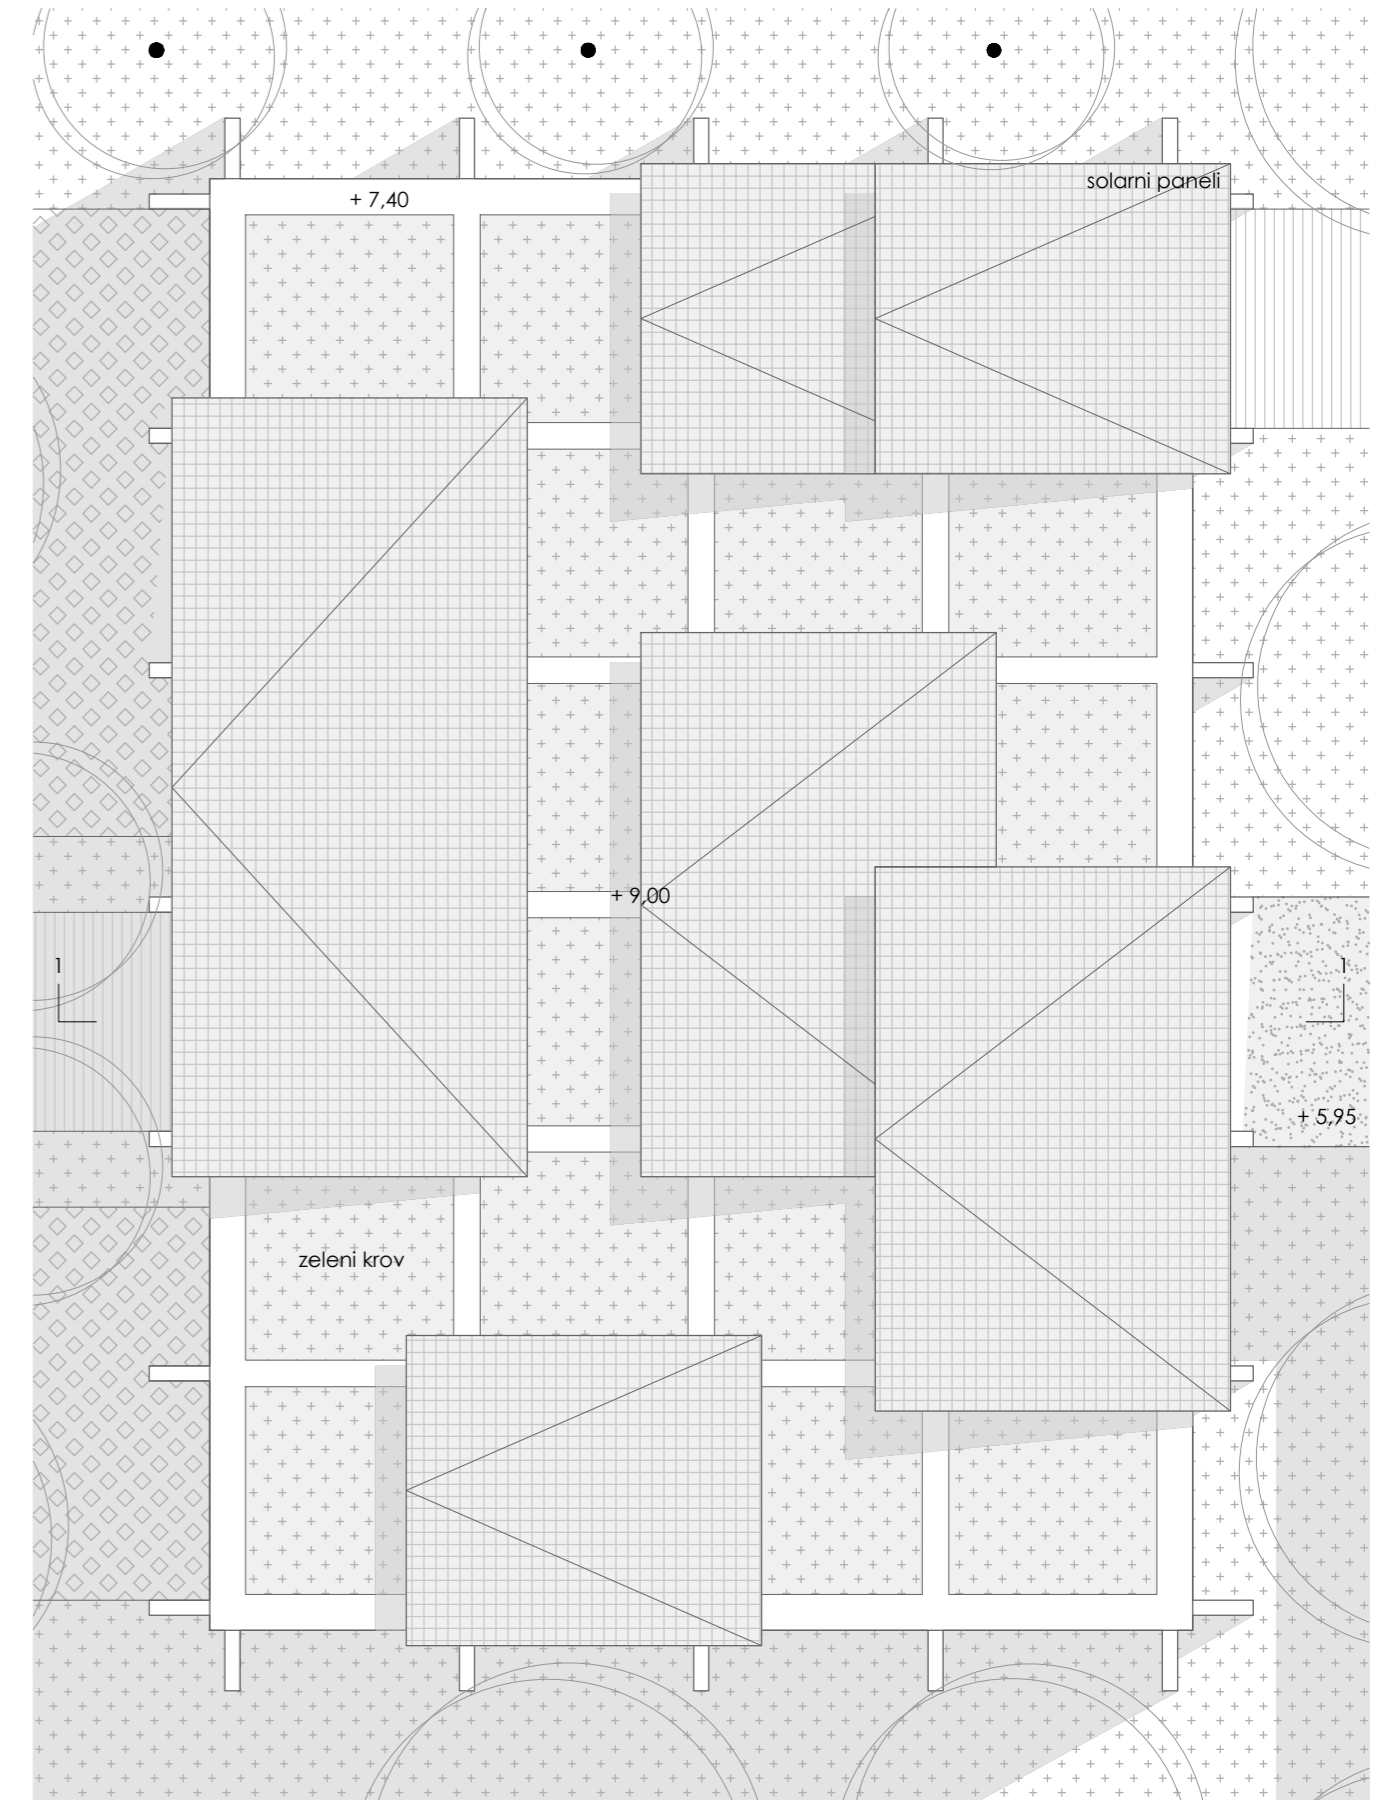 solarni paneli
+ 7,40
+ 9,00
1
1
+ 5,95
zeleni krov